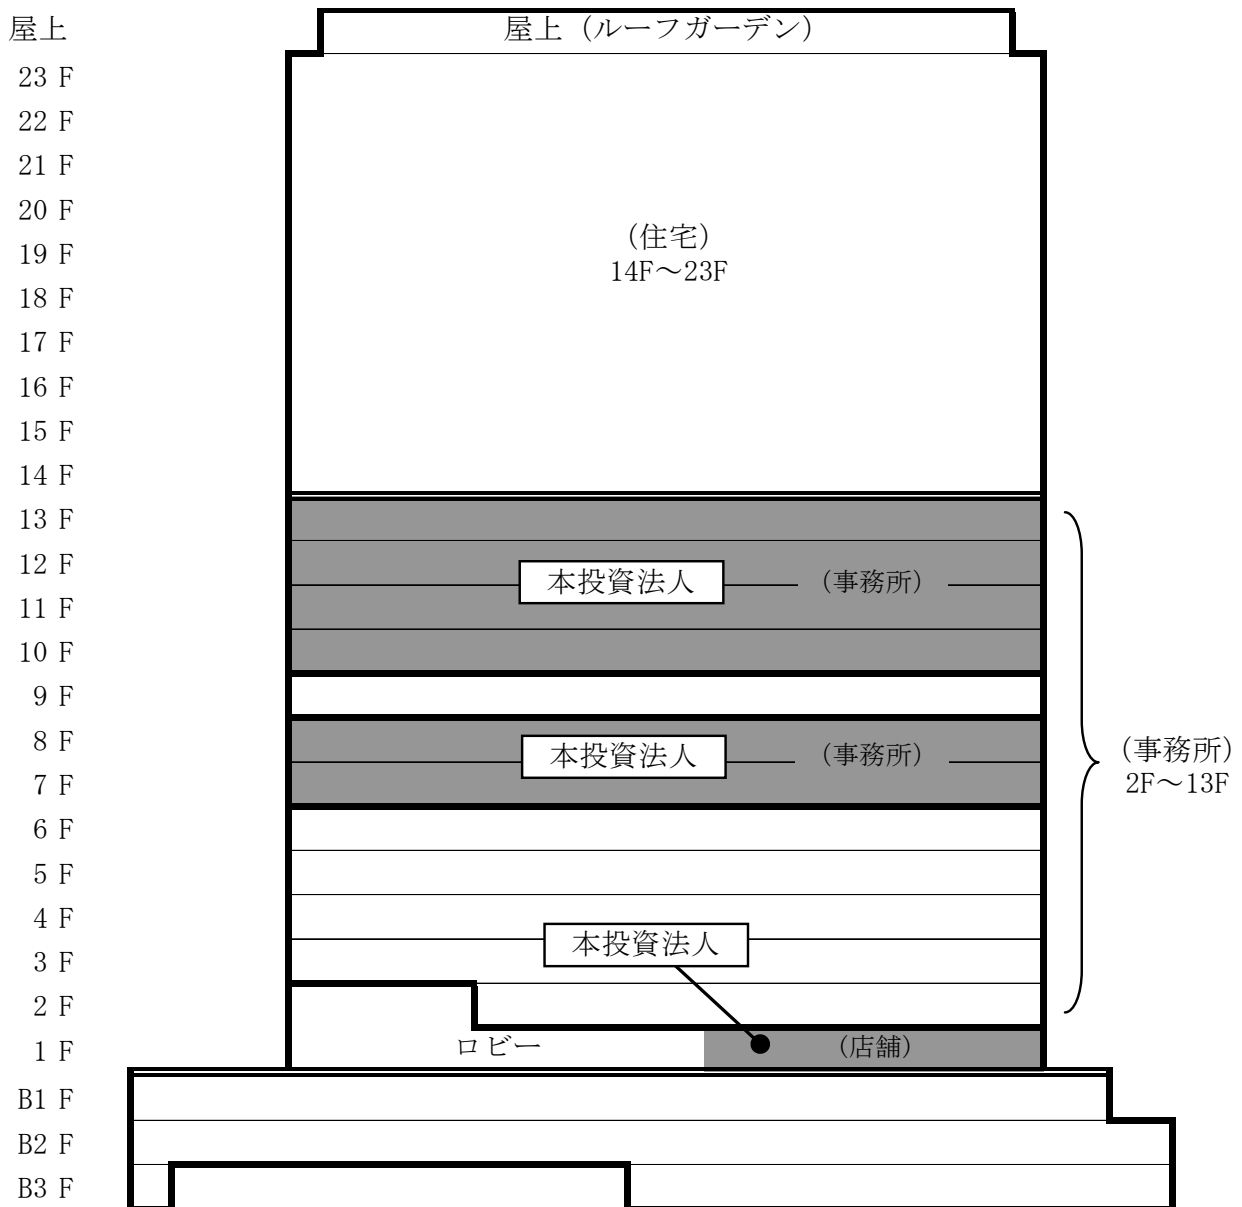 屋上
屋上（ルーフガーデン）
23 F
22 F
21 F
20 F
19 F
18 F
17 F
16 F
15 F
14 F
（住宅）
14F～23F
13 F
12 F
11 F
10 F
本投資法人
（事務所）
9 F
8 F
7 F
本投資法人
（事務所）
（事務所）
2F～13F
6 F
5 F
4 F
3 F
本投資法人
2 F
1 F
ロビー
（店舗）
B1 F
B2 F
B3 F